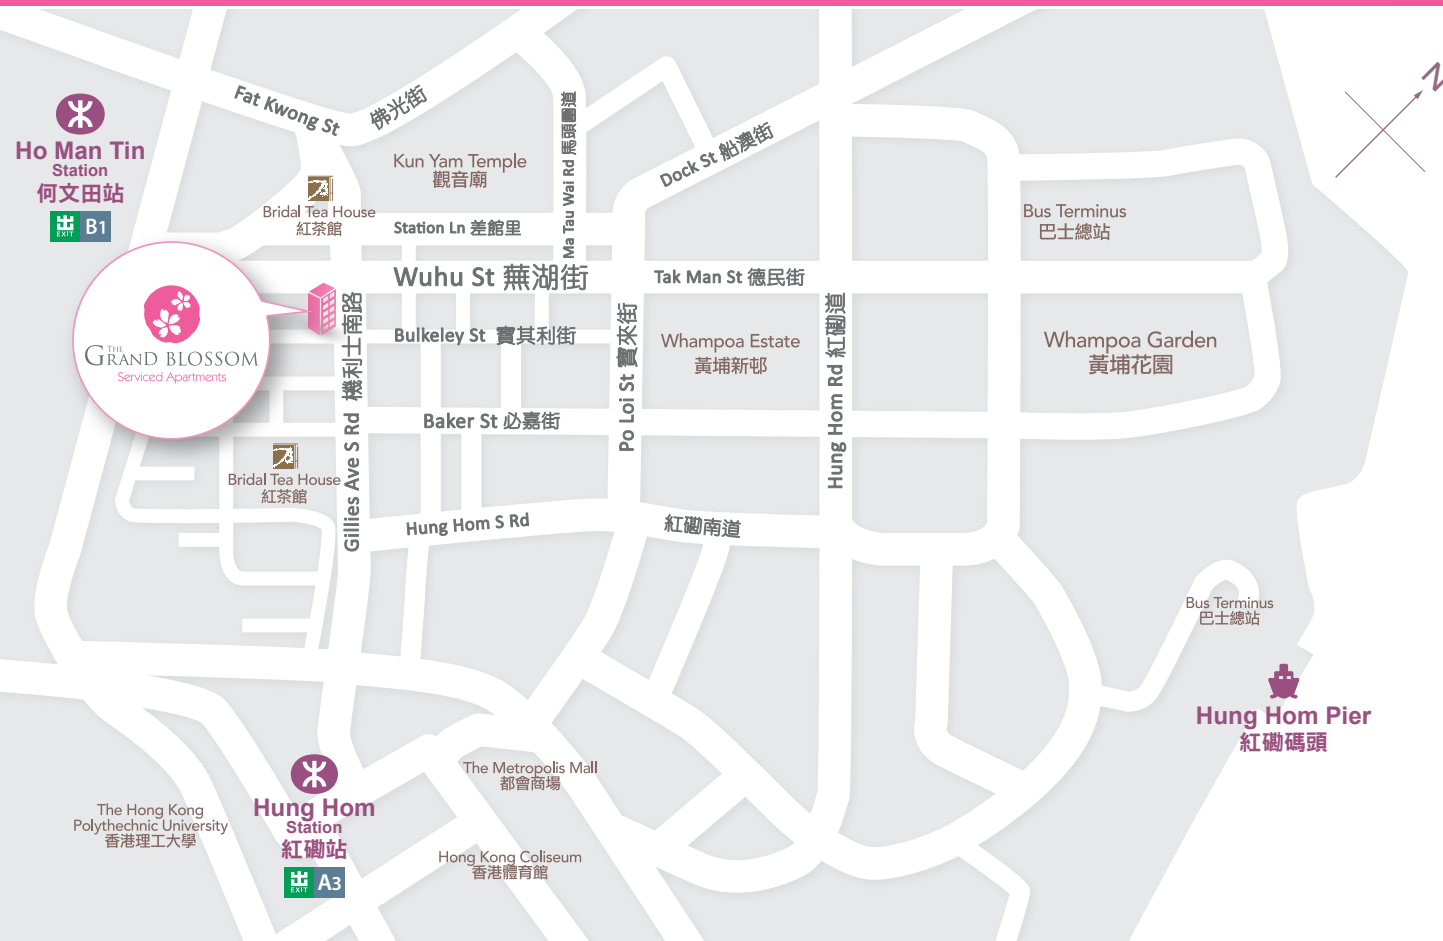 N
Fat Kwong St 佛光街
Ho Man Tin
Station
何文田站
出 EXIT B1
Kun Yam Temple
觀音廟
Ma Tau Wai Rd 馬頭圍道
Dock St 船澳街
Bridal Tea House
紅茶館
Station Ln 差館里
Bus Terminus
巴士總站
Wuhu St 蕪湖街
Tak Man St 德民街
THE
GRAND BLOSSOM
Serviced Apartments
Gillies Ave S Rd 機利士南路
Bulkeley St 寶其利街
Po Loi St 寶來街
Whampoa Estate
黃埔新邨
Hung Hom Rd 紅磡道
Whampoa Garden
黃埔花園
Baker St 必嘉街
Bridal Tea House
紅茶館
Hung Hom S Rd 紅磡南道
Bus Terminus
巴士總站
Hung Hom Pier
紅磡碼頭
The Metropolis Mall
都會商場
The Hong Kong
Polythechnic University
香港理工大學
Hung Hom
Station
紅磡站
出 EXIT A3
Hong Kong Coliseum
香港體育館